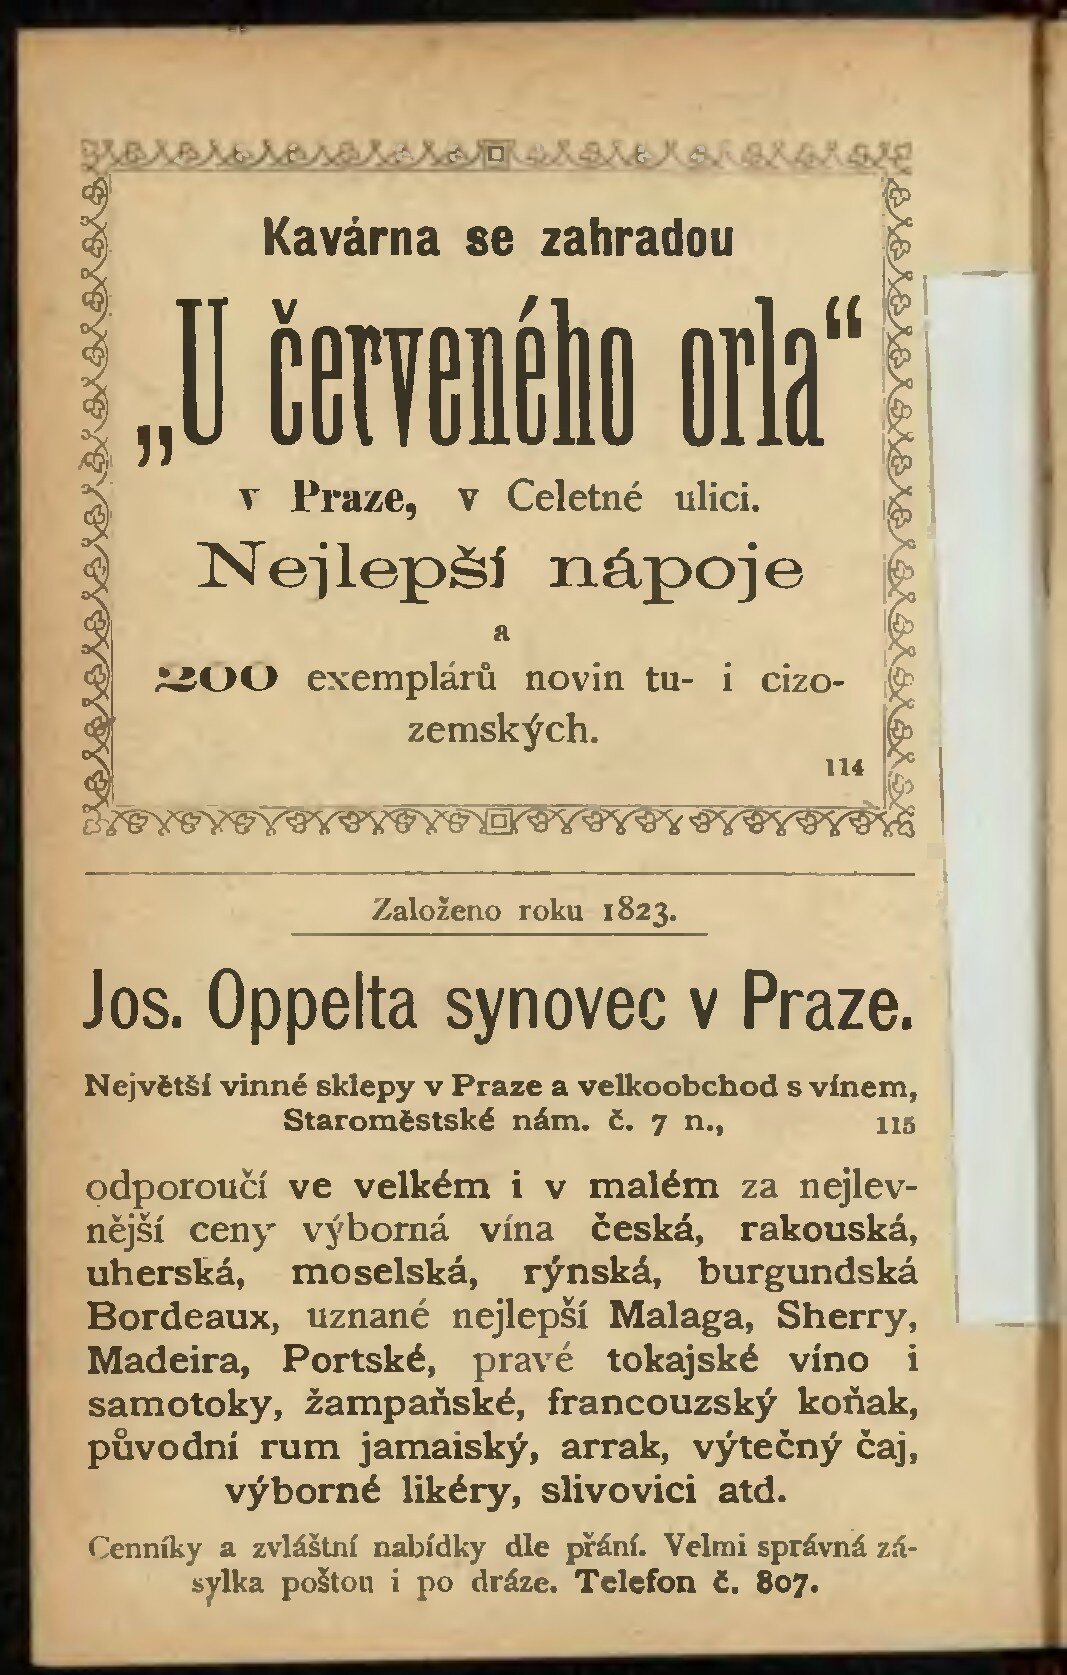 Kavárna se zahradou
„U červeného orla“
v Praze, v Celetné ulici.
Nejlepší nápoje
a
200 exemplárů novin tu- i cizo-
zemských.
114
Založeno roku 1823.
Jos. Oppelta synovec v Praze.
Největší vinné sklepy v Praze a velkoobchod s vínem,
Staroměstské nám. č. 7 n., 115
odporoučí ve velkém i v malém za nejlev-
nější ceny výborná vína česká, rakouská,
uherská, moselská, rýnská, burgundská
Bordeaux, uznané nejlepší Malaga, Sherry,
Madeira, Portské, pravé tokajské víno i
samotoky, žampaňské, francouzský koňak,
původní rum jamaiský, arrak, výtečný čaj,
výborné likéry, slivovici atd.
Cenníky a zvláštní nabídky dle přání. Velmi správná zá-
sylka poštou i po dráze. Telefon č. 807.